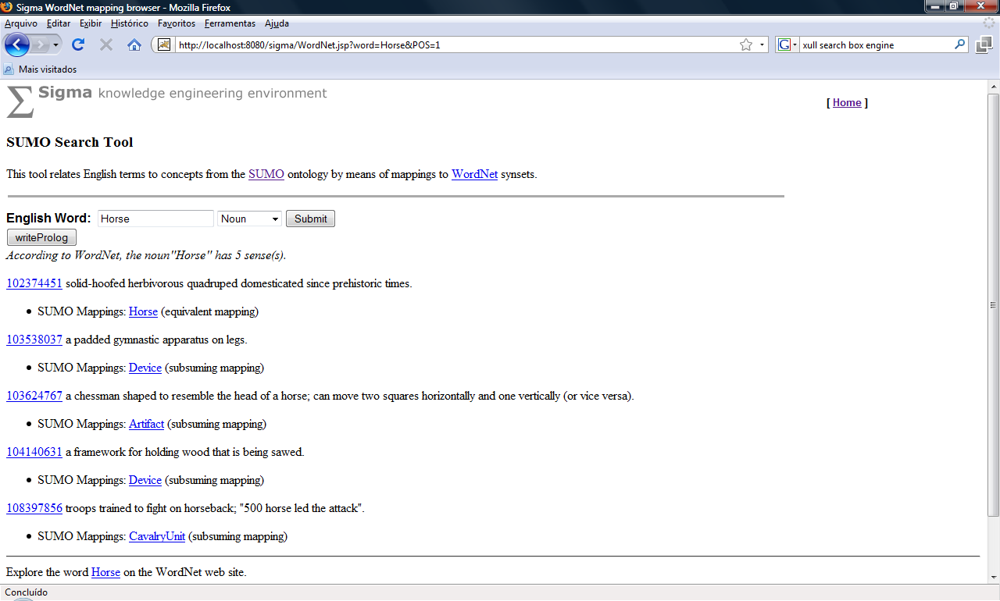 Sigma WordNet mapping browser - Mozilla Firefox
Arquivo Editar Exibir Histórico Favoritos Ferramentas Ajuda
http://localhost:8080/sigma/WordNet.jsp?word=Horse&POS=1 G xull search box engine
Mais visitados
Σ Sigma knowledge engineering environment
[ Home ]
SUMO Search Tool
This tool relates English terms to concepts from the SUMO ontology by means of mappings to WordNet synsets.
English Word: Horse Noun Submit
writeProlog
According to WordNet, the noun"Horse" has 5 sense(s).
102374451 solid-hoofed herbivorous quadruped domesticated since prehistoric times.
• SUMO Mappings: Horse (equivalent mapping)
103538037 a padded gymnastic apparatus on legs.
• SUMO Mappings: Device (subsuming mapping)
103624767 a chessman shaped to resemble the head of a horse; can move two squares horizontally and one vertically (or vice versa).
• SUMO Mappings: Artifact (subsuming mapping)
104140631 a framework for holding wood that is being sawed.
• SUMO Mappings: Device (subsuming mapping)
108397856 troops trained to fight on horseback; "500 horse led the attack".
• SUMO Mappings: CavalryUnit (subsuming mapping)
Explore the word Horse on the WordNet web site.
Concluído